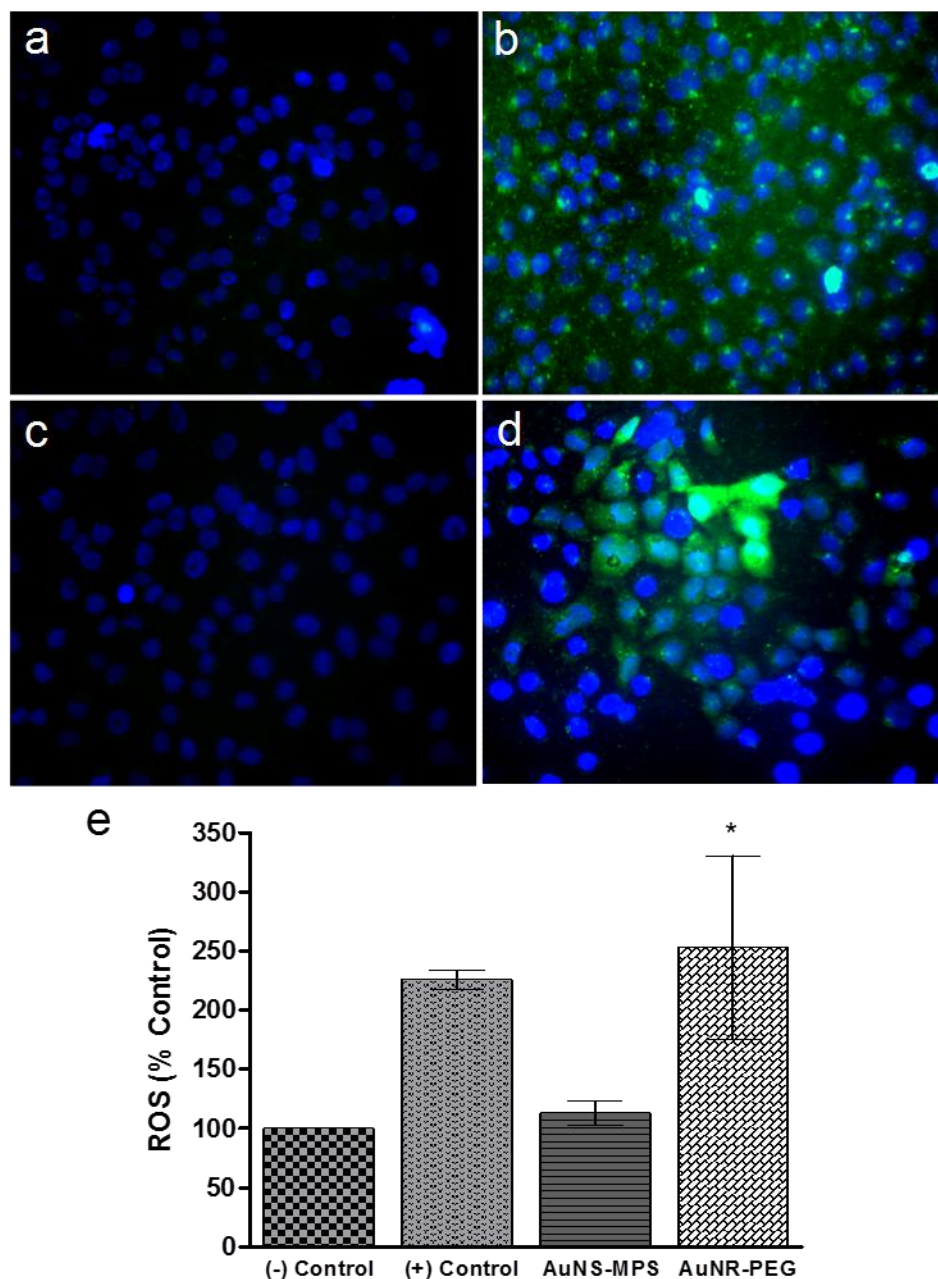 a
b
c
d
e
*
350
300
250
200
150
100
50
0
ROS (% Control)
(-) Control (+) Control AuNS-MPS AuNR-PEG